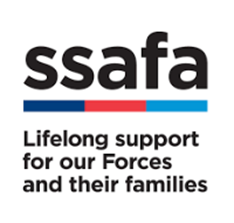 ssafa
Lifelong support
for our Forces
and their families